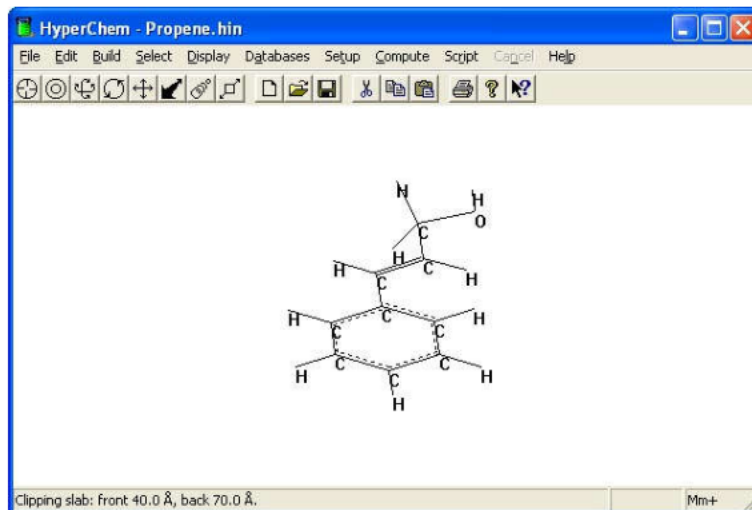 HyperChem - Propene.hin
File Edit Build Select Display Databases Setup Compute Script Cancel Help
H H
C O
H
H C H
C
H C H
C C
H C C H
C
H
Clipping slab: front 40.0 Å, back 70.0 Å. Mm+